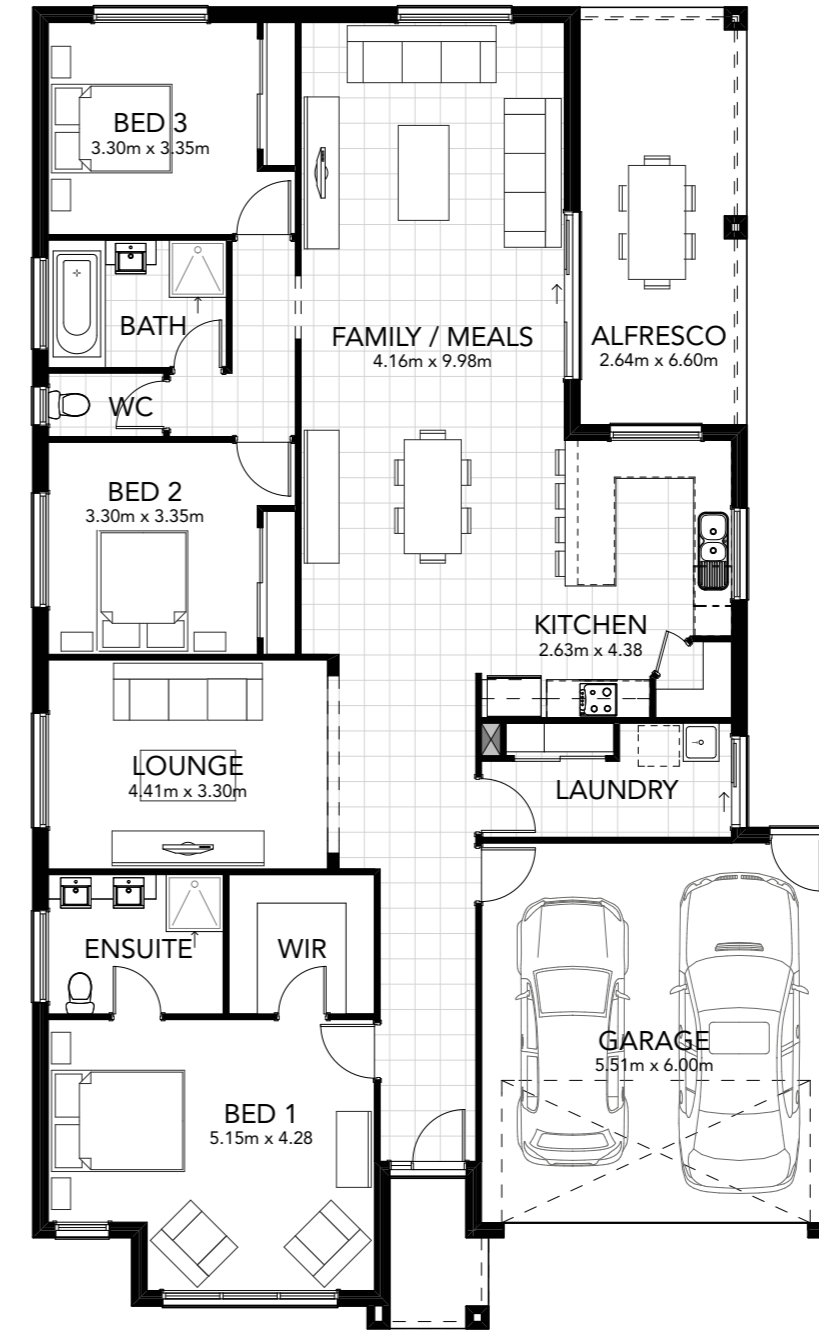 BED 3
3.30m x 3.35m
BATH
FAMILY / MEALS
4.16m x 9.98m
ALFRESCO
2.64m x 6.60m
WC
BED 2
3.30m x 3.35m
KITCHEN
2.63m x 4.38
LOUNGE
4.41m x 3.30m
LAUNDRY
ENSUITE
WIR
GARAGE
5.51m x 6.00m
BED 1
5.15m x 4.28